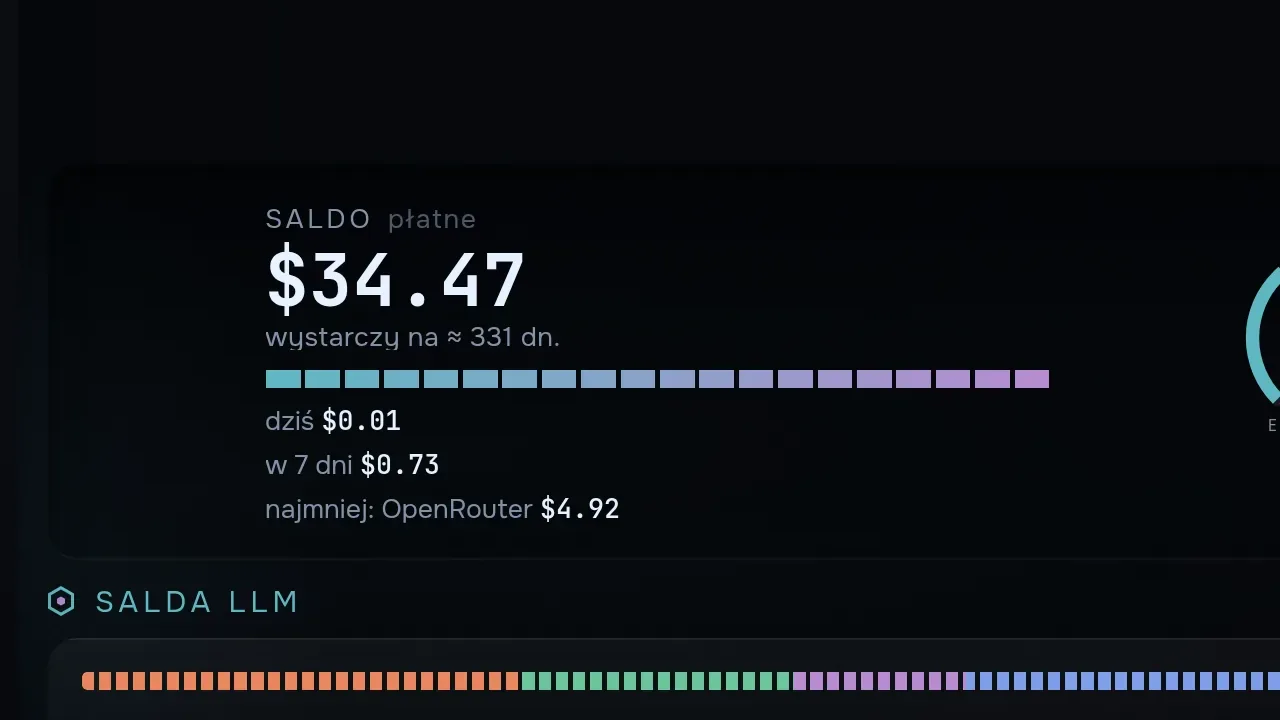 SALDO płatne
$34.47
wystarczy na ≈ 331 dn.
dziś $0.01
w 7 dni $0.73
najmniej: OpenRouter $4.92
E
SALDA LLM